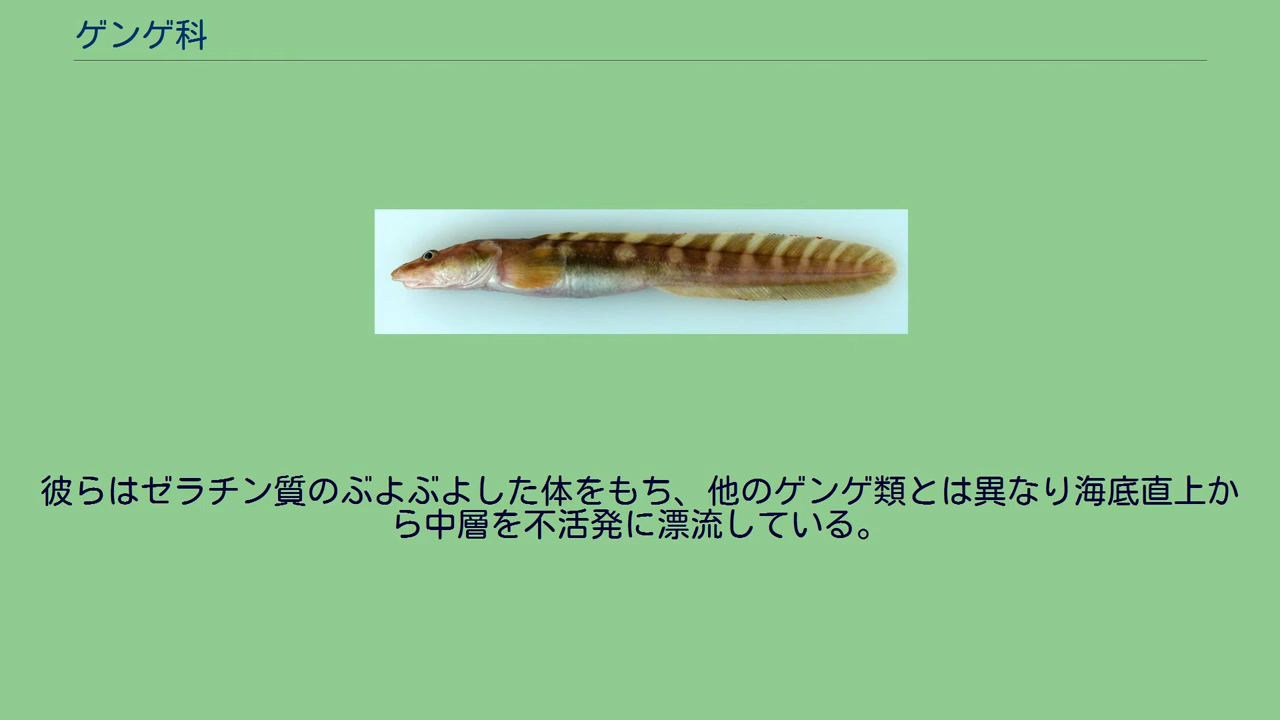 ゲンゲ科
彼らはゼラチン質のぶよぶよした体をもち、他のゲンゲ類とは異なり海底直上か
ら中層を不活発に漂流している。